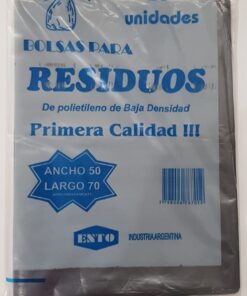 unidades
BOLSAS PARA
RESIDUOS
De polietileno de Baja Densidad
Primera Calidad !!!
ANCHO 50
LARGO 70
ENTO
INDUSTRIA ARGENTINA